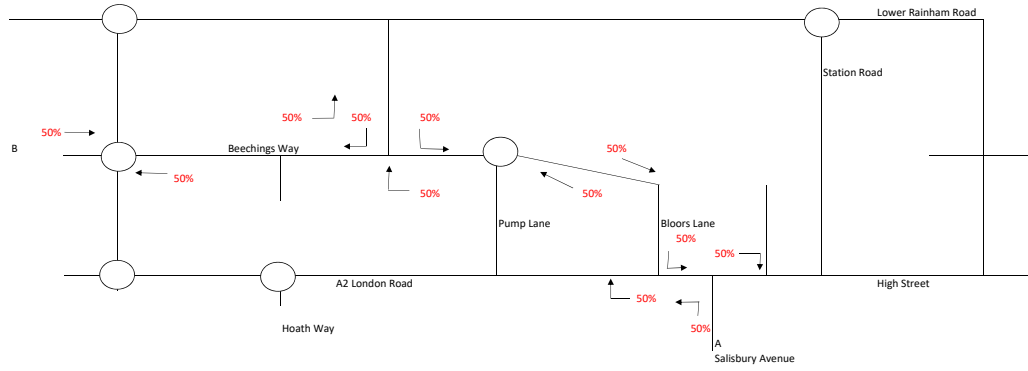 Lower Rainham Road
Station Road
50%
50%
50%
50%
B
Beechings Way
50%
50%
50%
50%
Pump Lane
Bloors Lane
50%
50%
A2 London Road
High Street
50%
50%
Hoath Way
A
Salisbury Avenue